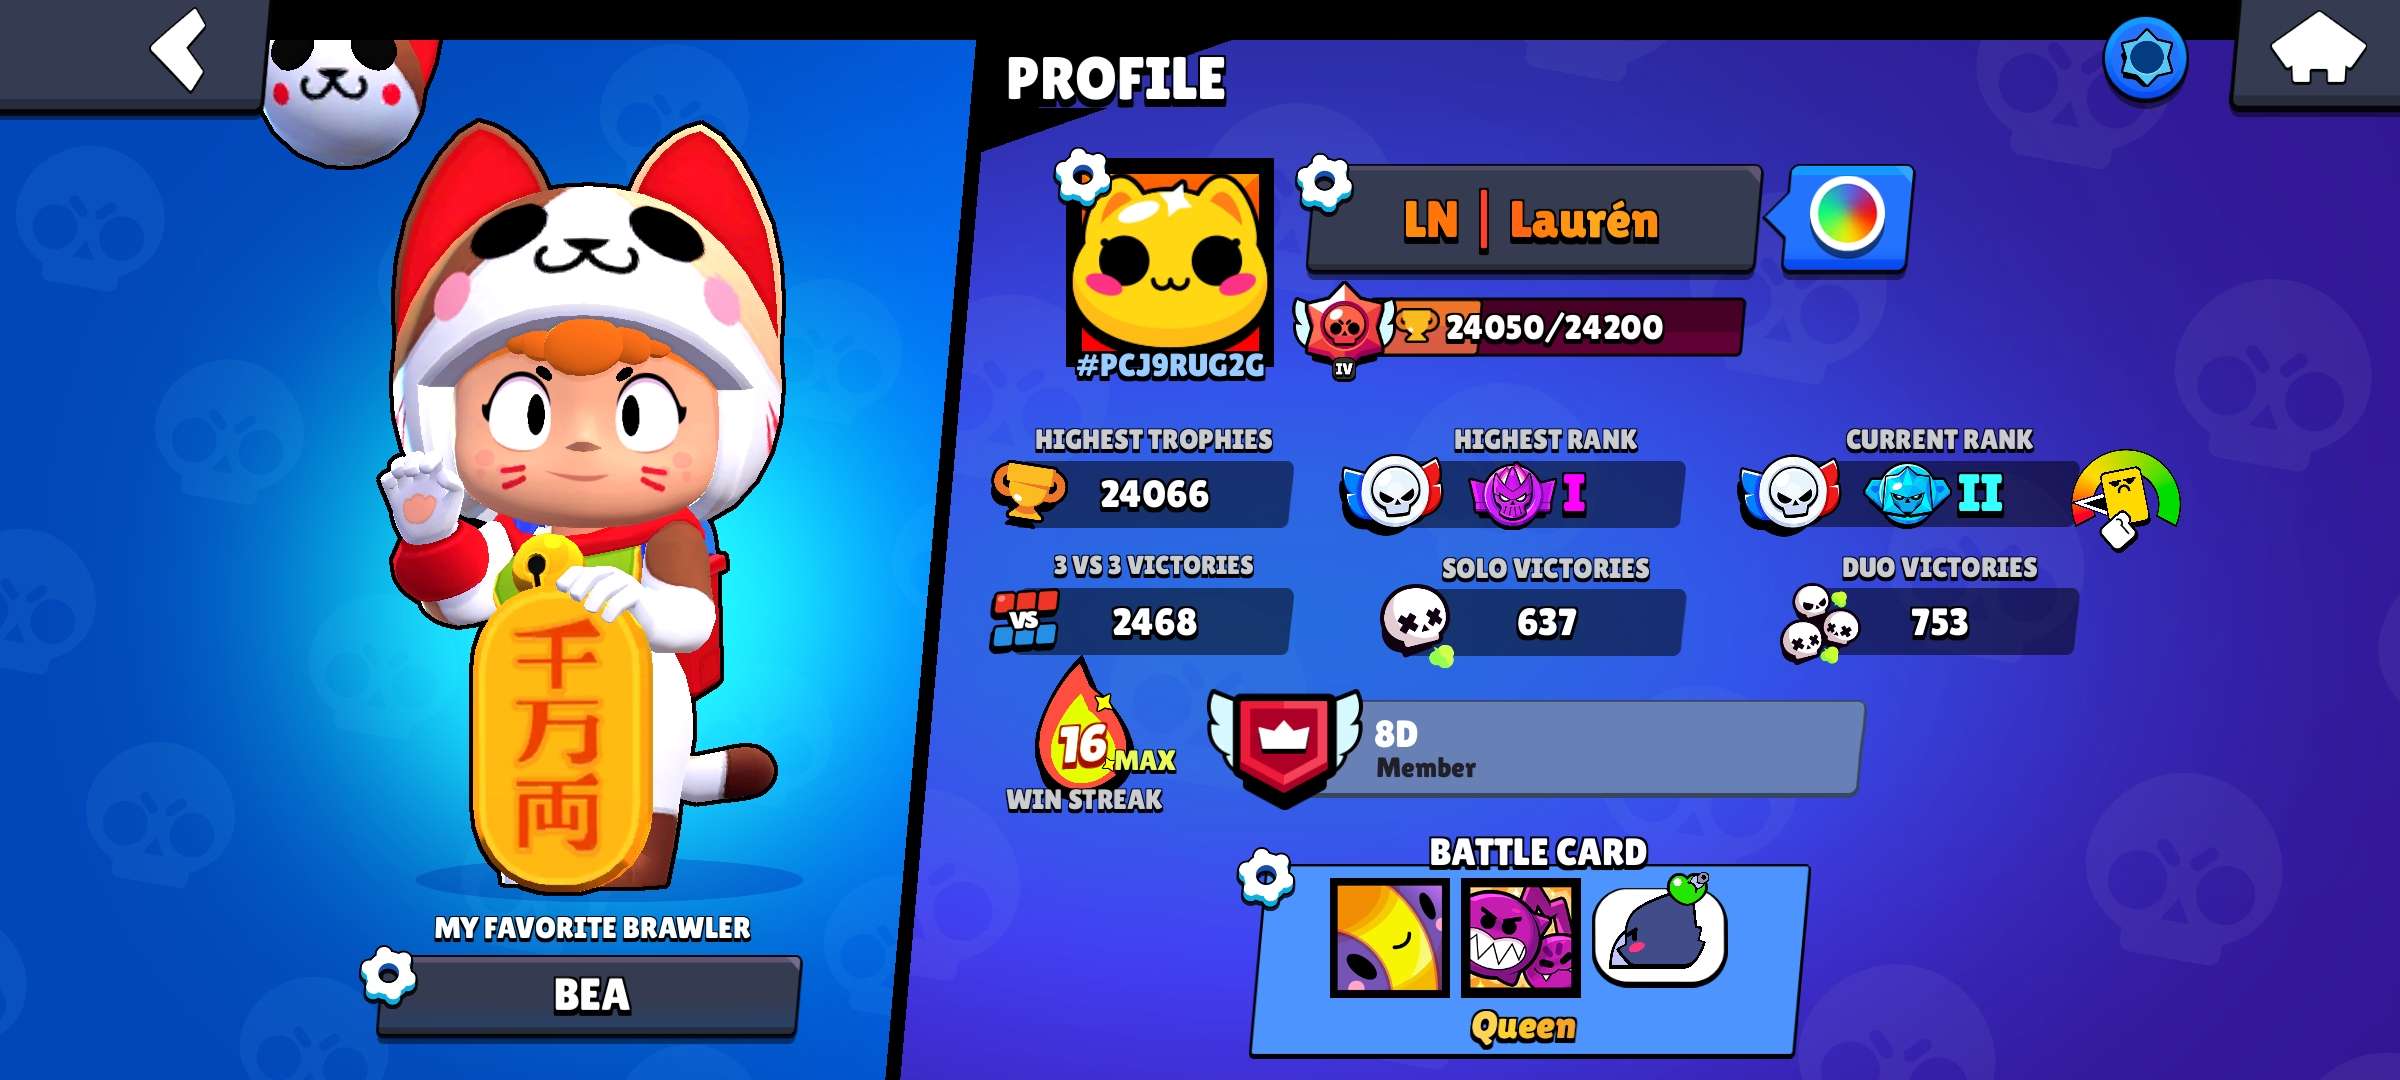 PROFILE
LN | Laurén
#PCJ9RUG2G
24050/24200
IV
HIGHEST TROPHIES
24066
HIGHEST RANK
I
CURRENT RANK
II
3 VS 3 VICTORIES
VS
2468
SOLO VICTORIES
637
DUO VICTORIES
753
16
MAX
WIN STREAK
8D
Member
BATTLE CARD
Queen
千万両
MY FAVORITE BRAWLER
BEA